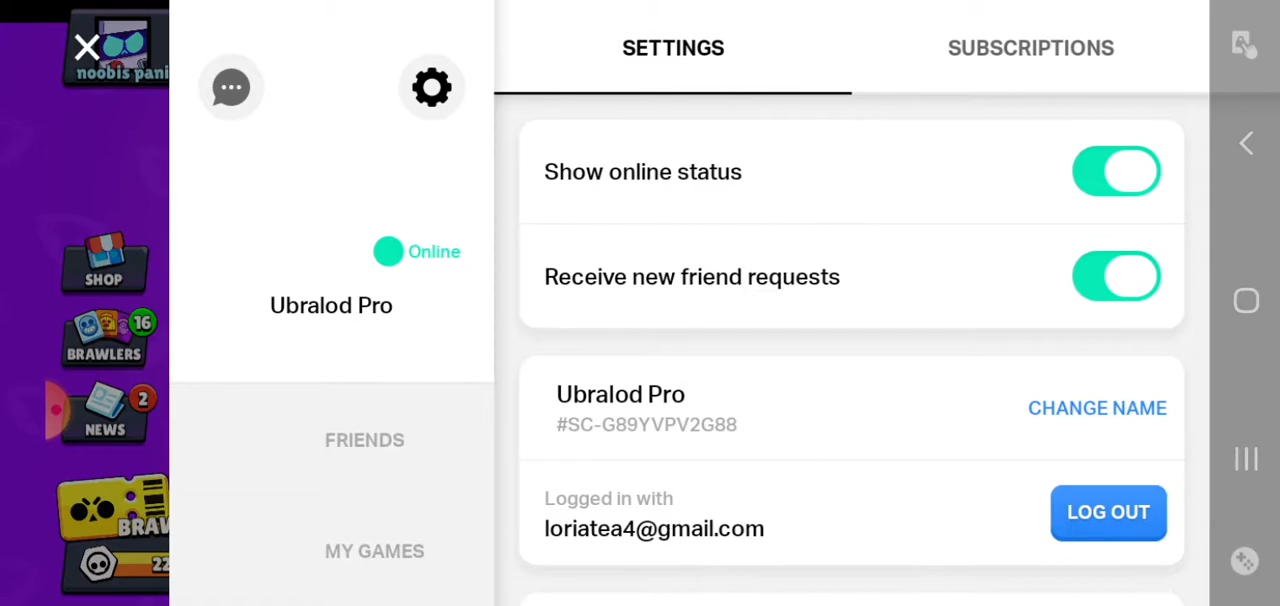 noobis pani
SHOP
16
BRAWLERS
2
NEWS
BRAW
22
Online
Ubralod Pro
FRIENDS
MY GAMES
SETTINGS
SUBSCRIPTIONS
Show online status
Receive new friend requests
Ubralod Pro
#SC-G89YVPV2G88
CHANGE NAME
Logged in with
loriatea4@gmail.com
LOG OUT